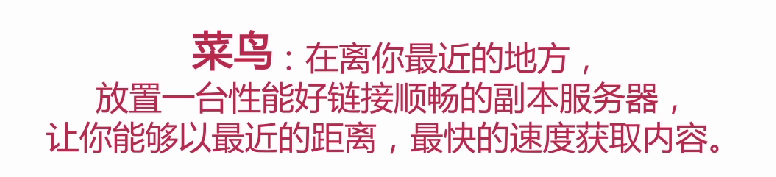 菜鸟：在离你最近的地方，
放置一台性能好链接顺畅的副本服务器，
让你能够以最近的距离，最快的速度获取内容。